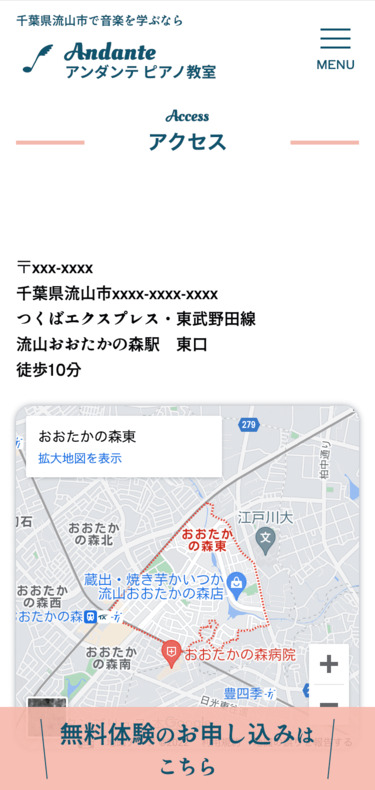 千葉県流山市で音楽を学ぶなら
Andante
アンダンテ ピアノ教室
MENU
Access
アクセス
〒xxx-xxxx
千葉県流山市xxxx-xxxx-xxxx
つくばエクスプレス・東武野田線
流山おおたかの森駅　東口
徒歩10分
おおたかの森東
拡大地図を表示
279
柏中通り
江戸川大
おおたか
の森北
おおたか
の森東
蔵出・焼き芋かいつか
流山おおたかの森店
おおたか
の森西
おたかの森
おおたか
の森南
おおたかの森病院
豊四季
無料体験のお申し込みは
こちら